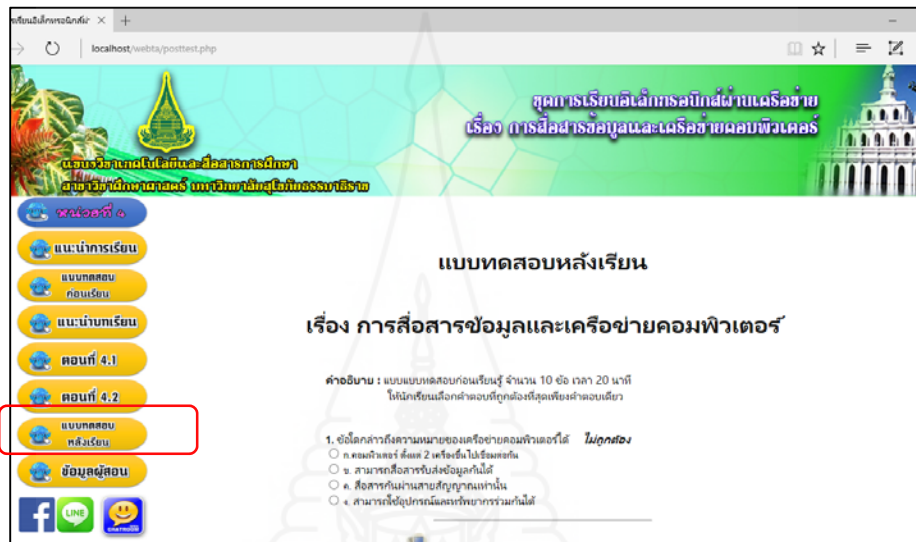 localhost/webta/posttest.php
ชุดการเรียนอิเล็กทรอนิกส์ผ่านเครือข่าย
เรื่อง การสื่อสารข้อมูลและเครือข่ายคอมพิวเตอร์
แขนงวิชาเทคโนโลยีและสื่อสารการศึกษา
สาขาวิชาศึกษาศาสตร์ มหาวิทยาลัยสุโขทัยธรรมาธิราช
หน่วยที่ ๔
แนะนำการเรียน
แบบทดสอบ
ก่อนเรียน
แนะนำบทเรียน
ตอนที่ 4.1
ตอนที่ 4.2
แบบทดสอบ
หลังเรียน
ข้อมูลผู้สอน
LINE
แบบทดสอบหลังเรียน
เรื่อง การสื่อสารข้อมูลและเครือข่ายคอมพิวเตอร์
คำอธิบาย : แบบแบบทดสอบก่อนเรียนรู้ จำนวน 10 ข้อ เวลา 20 นาที
ให้นักเรียนเลือกคำตอบที่ถูกต้องที่สุดเพียงคำตอบเดียว
1. ข้อใดกล่าวถึงความหมายของเครือข่ายคอมพิวเตอร์ได้ ไม่ถูกต้อง
ก.คอมพิวเตอร์ ตั้งแต่ 2 เครื่องขึ้นไปเชื่อมต่อกัน
ข. สามารถสื่อสารรับส่งข้อมูลกันได้
ค. สื่อสารกันผ่านสายสัญญาณเท่านั้น
ง. สามารถใช้อุปกรณ์และทรัพยากรร่วมกันได้